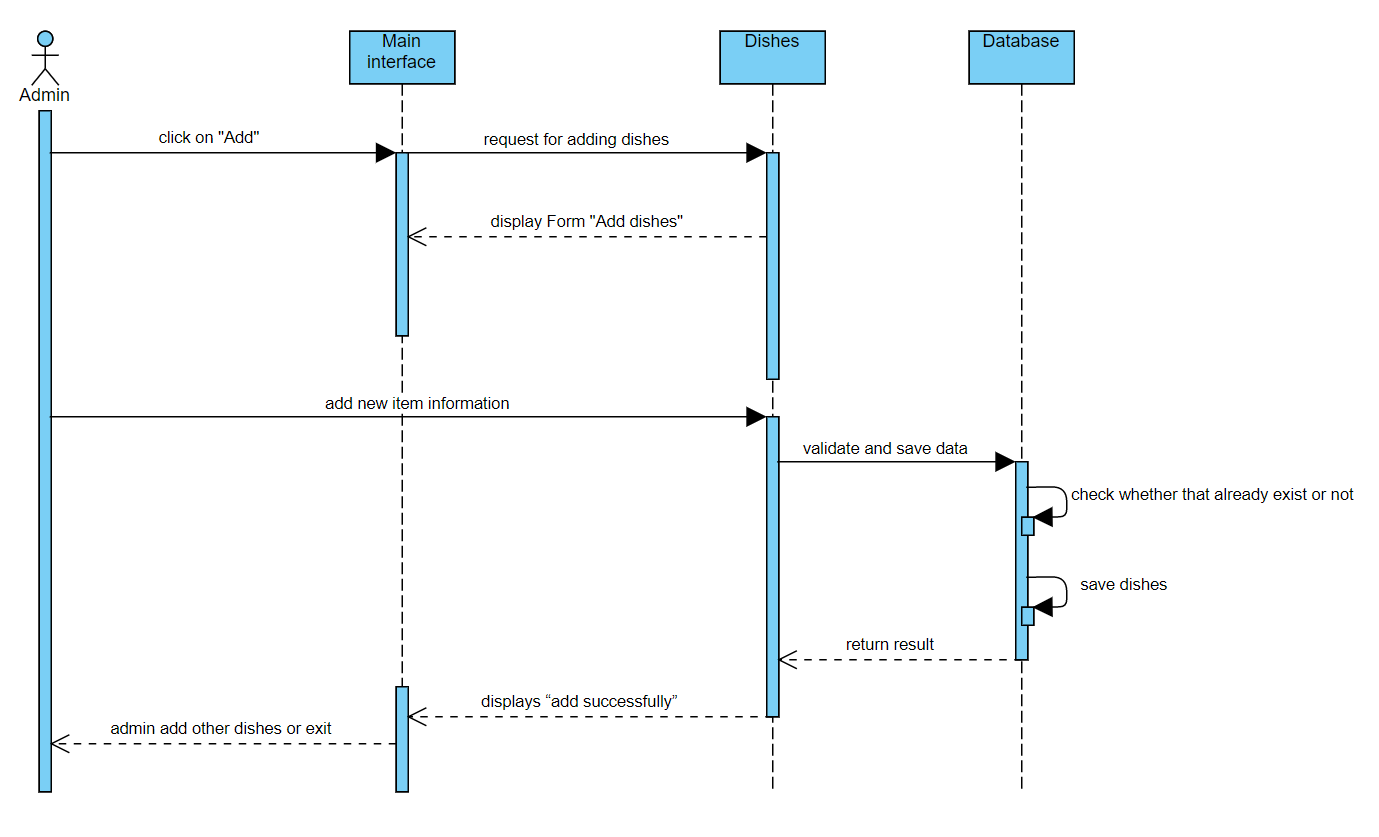 Admin
Main
interface
Dishes
Database
click on "Add"
request for adding dishes
display Form "Add dishes"
add new item information
validate and save data
check whether that already exist or not
save dishes
return result
displays “add successfully”
admin add other dishes or exit